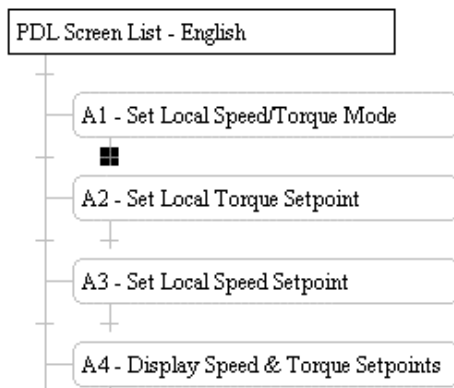 PDL Screen List - English
A1 - Set Local Speed/Torque Mode
A2 - Set Local Torque Setpoint
A3 - Set Local Speed Setpoint
A4 - Display Speed & Torque Setpoints